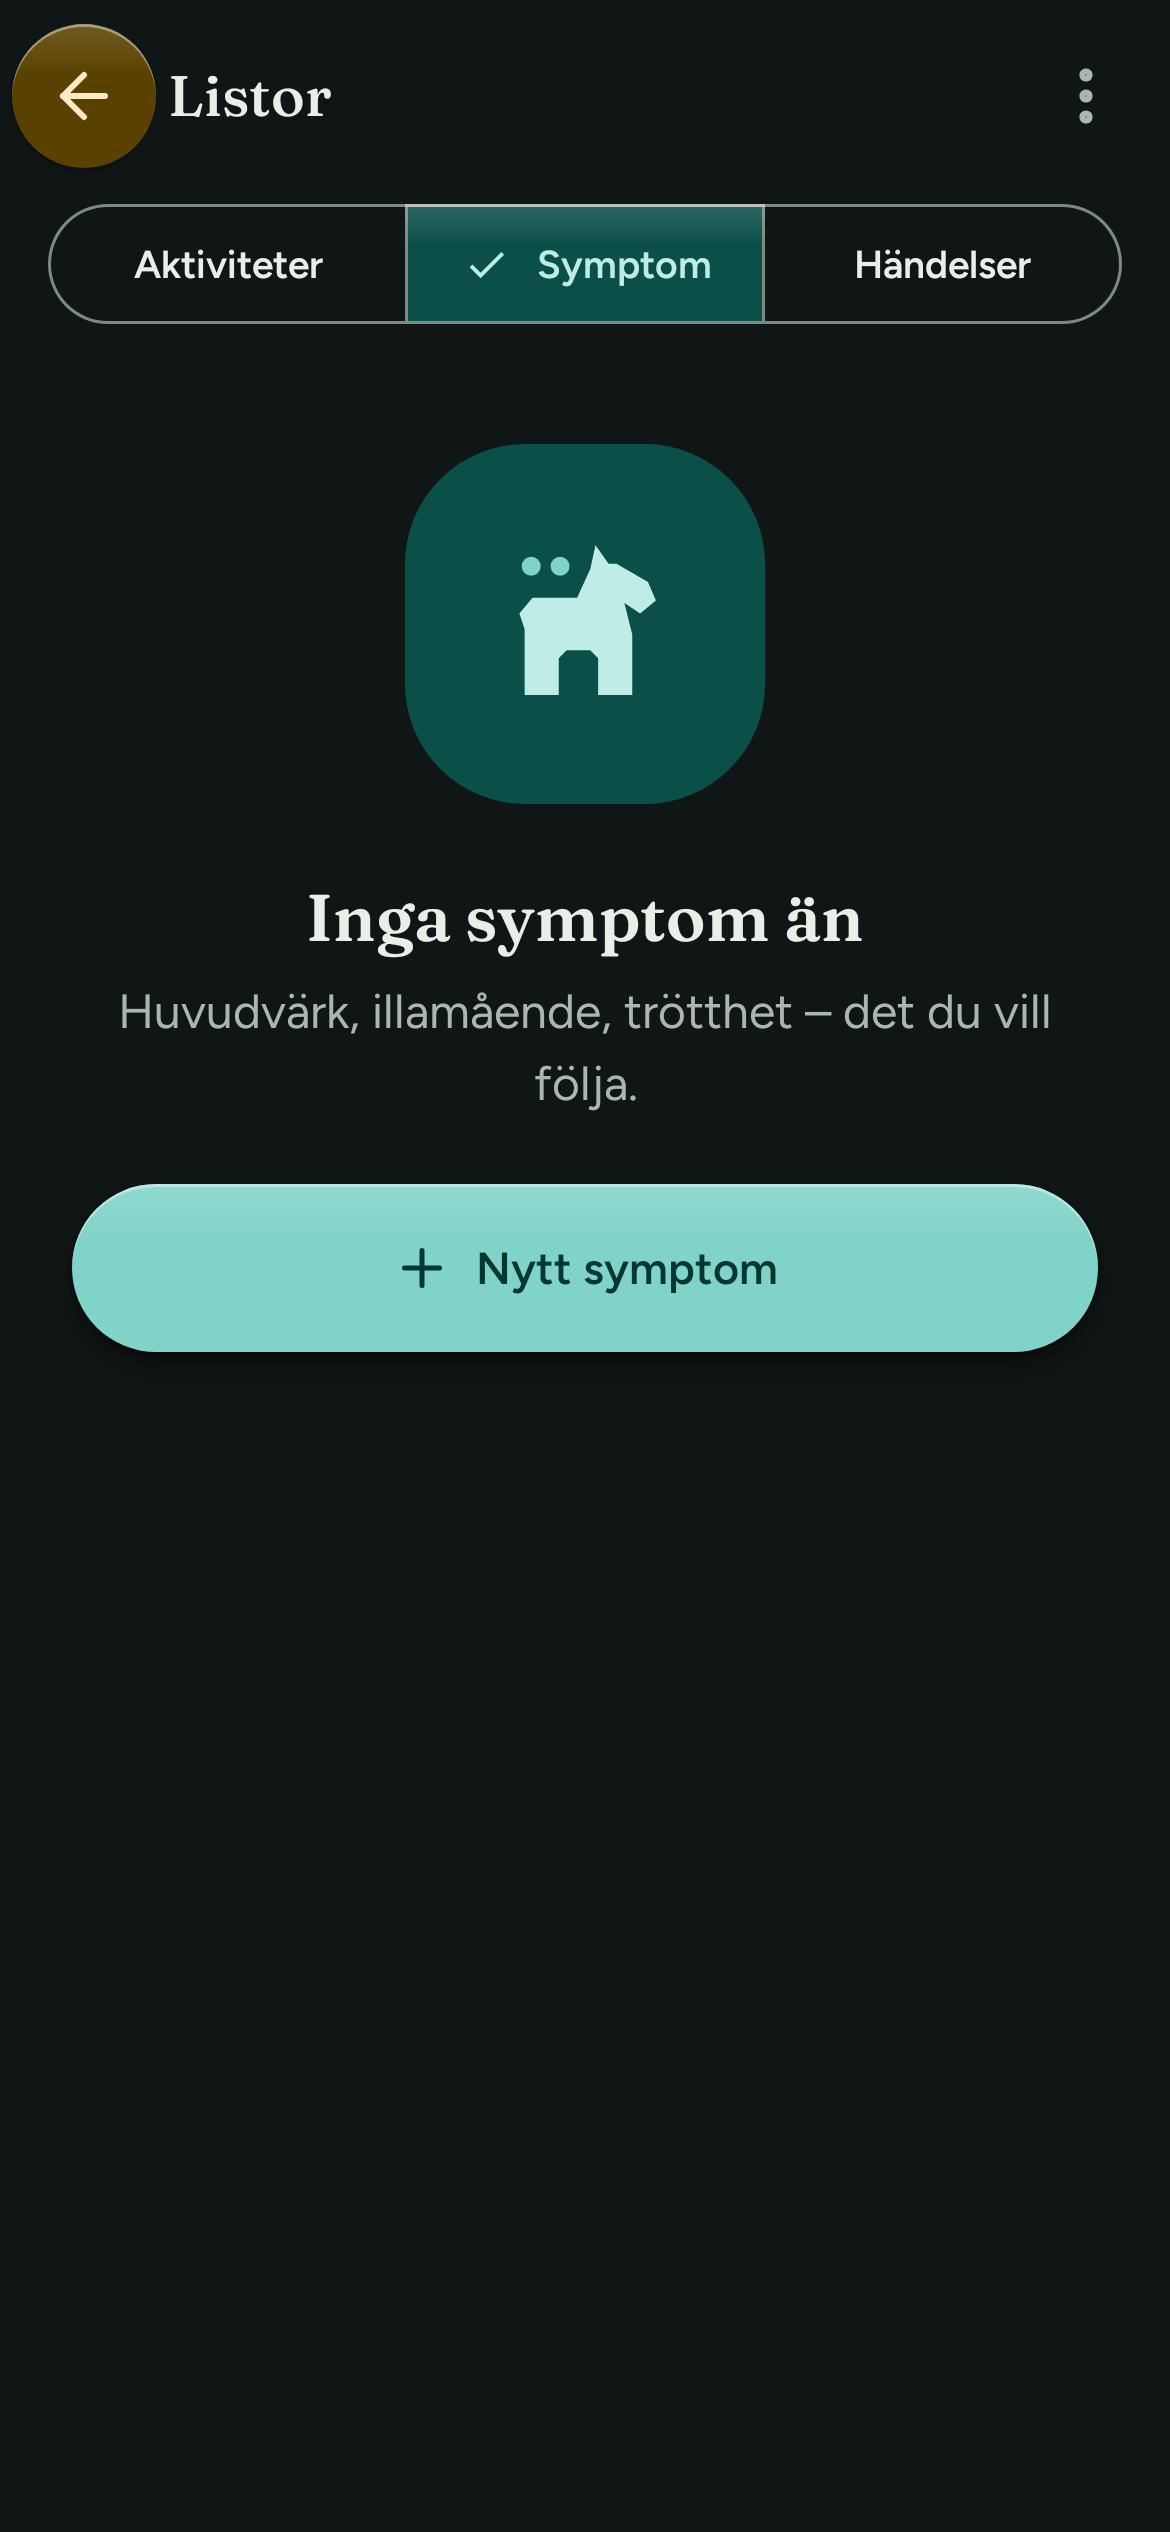 Listor
Aktiviteter
Symptom
Händelser
Inga symptom än
Huvudvärk, illamående, trötthet – det du vill
följa.
Nytt symptom